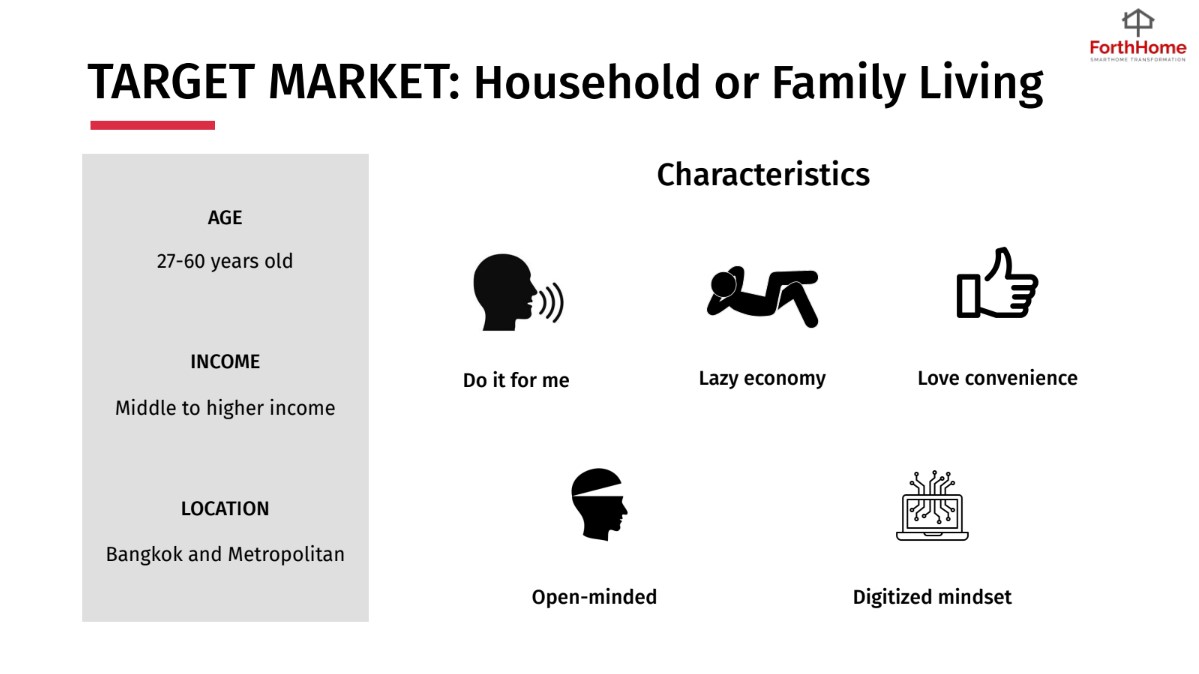 ForthHome
SMARTHOME TRANSFORMATION
TARGET MARKET: Household or Family Living
AGE
27-60 years old
INCOME
Middle to higher income
LOCATION
Bangkok and Metropolitan
Characteristics
Do it for me
Lazy economy
Love convenience
Open-minded
Digitized mindset